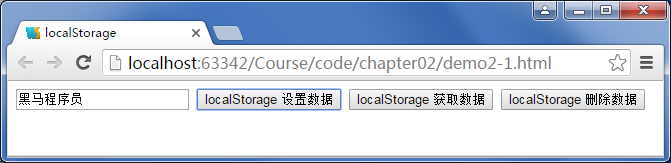 localStorage
localhost:63342/Course/code/chapter02/demo2-1.html
黑马程序员 localStorage 设置数据 localStorage 获取数据 localStorage 删除数据